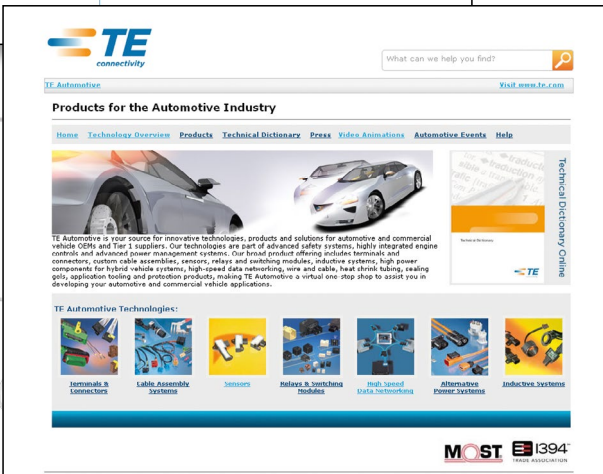 TE
connectivity
What can we help you find?
TE Automotive
Visit www.te.com
Products for the Automotive Industry
Home Technology Overview Products Technical Dictionary Press Video Animations Automotive Events Help
TE Automotive is your source for innovative technologies, products and solutions for automotive and commercial
vehicle OEMs and Tier 1 suppliers. Our technologies are part of advanced safety systems, highly integrated engine
controls and advanced power management systems. Our broad product offering includes terminals and
connectors, custom cable assemblies, sensors, relays and switching modules, inductive systems, high power
components for hybrid vehicle systems, high-speed data networking, wire and cable, heat shrink tubing, sealing
gels, application tooling and protection products, making TE Automotive a virtual one-stop shop to assist you in
developing your automotive and commercial vehicle applications.
Technical Dictionary Online
TE
TE Automotive Technologies:
Terminals &
Connectors
Cable Assembly
Systems
Sensors
Relays & Switching
Modules
High Speed
Data Networking
Alternative
Power Systems
Inductive Systems
MOST
1394
TRADE ASSOCIATION